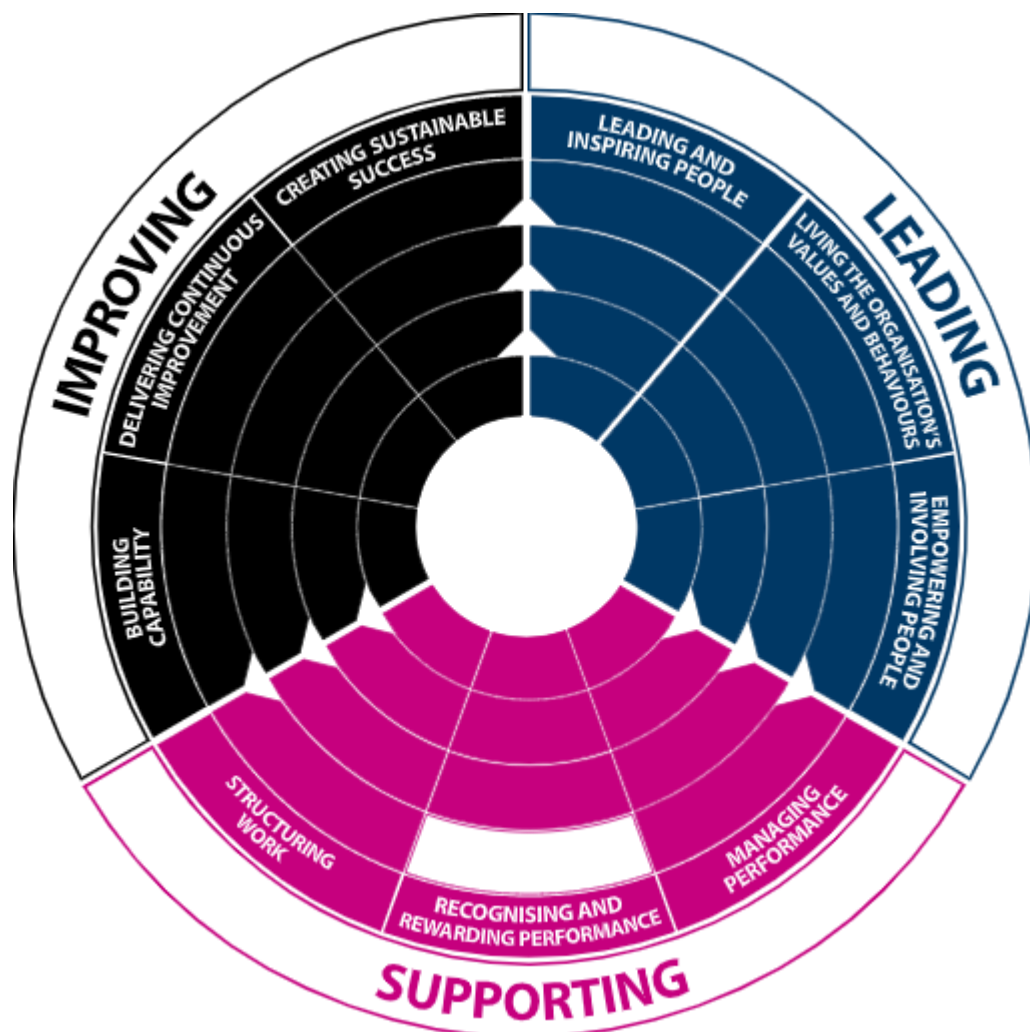 IMPROVING
LEADING
SUPPORTING
CREATING SUSTAINABLE
SUCCESS
LEADING AND
INSPIRING PEOPLE
LIVING THE ORGANISATION'S
VALUES AND BEHAVIOURS
EMPOWERING AND
INVOLVING PEOPLE
MANAGING
PERFORMANCE
RECOGNISING AND
REWARDING PERFORMANCE
STRUCTURING
WORK
BUILDING
CAPABILITY
DELIVERING CONTINUOUS
IMPROVEMENT